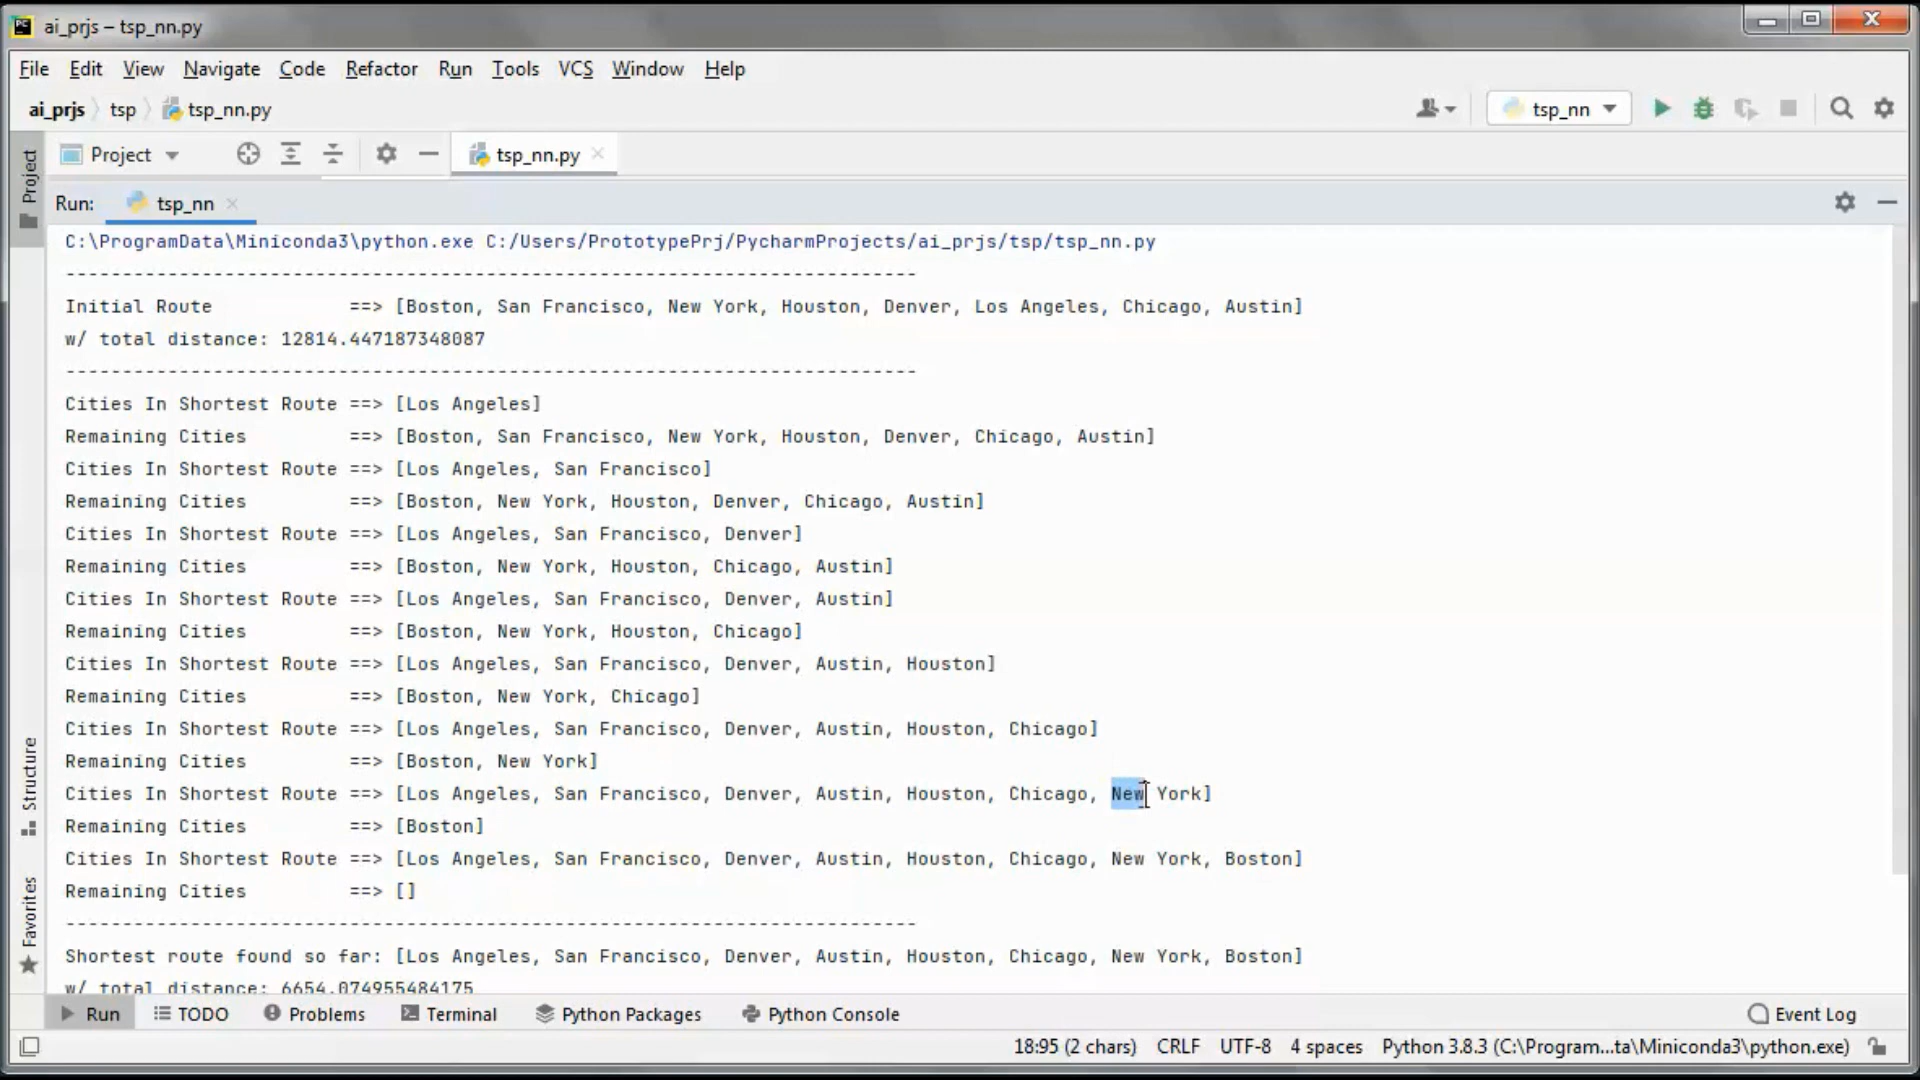 ai_prjs – tsp_nn.py
File Edit View Navigate Code Refactor Run Tools VCS Window Help
ai_prjs tsp tsp_nn.py tsp_nn
Project Project tsp_nn.py
Run: tsp_nn
C:\ProgramData\Miniconda3\python.exe C:/Users/PrototypePrj/PycharmProjects/ai_prjs/tsp/tsp_nn.py
---------------------------------------------------------------------------
Initial Route ==> [Boston, San Francisco, New York, Houston, Denver, Los Angeles, Chicago, Austin]
w/ total distance: 12814.447187348087
---------------------------------------------------------------------------
Cities In Shortest Route ==> [Los Angeles]
Remaining Cities ==> [Boston, San Francisco, New York, Houston, Denver, Chicago, Austin]
Cities In Shortest Route ==> [Los Angeles, San Francisco]
Remaining Cities ==> [Boston, New York, Houston, Denver, Chicago, Austin]
Cities In Shortest Route ==> [Los Angeles, San Francisco, Denver]
Remaining Cities ==> [Boston, New York, Houston, Chicago, Austin]
Cities In Shortest Route ==> [Los Angeles, San Francisco, Denver, Austin]
Remaining Cities ==> [Boston, New York, Houston, Chicago]
Cities In Shortest Route ==> [Los Angeles, San Francisco, Denver, Austin, Houston]
Remaining Cities ==> [Boston, New York, Chicago]
Cities In Shortest Route ==> [Los Angeles, San Francisco, Denver, Austin, Houston, Chicago]
Remaining Cities ==> [Boston, New York]
Cities In Shortest Route ==> [Los Angeles, San Francisco, Denver, Austin, Houston, Chicago, New York]
Remaining Cities ==> [Boston]
Cities In Shortest Route ==> [Los Angeles, San Francisco, Denver, Austin, Houston, Chicago, New York, Boston]
Remaining Cities ==> []
---------------------------------------------------------------------------
Shortest route found so far: [Los Angeles, San Francisco, Denver, Austin, Houston, Chicago, New York, Boston]
w/ total distance: 6654.074955484175
Structure
Favorites
Run TODO Problems Terminal Python Packages Python Console Event Log
18:95 (2 chars) CRLF UTF-8 4 spaces Python 3.8.3 (C:\Program...ta\Miniconda3\python.exe)